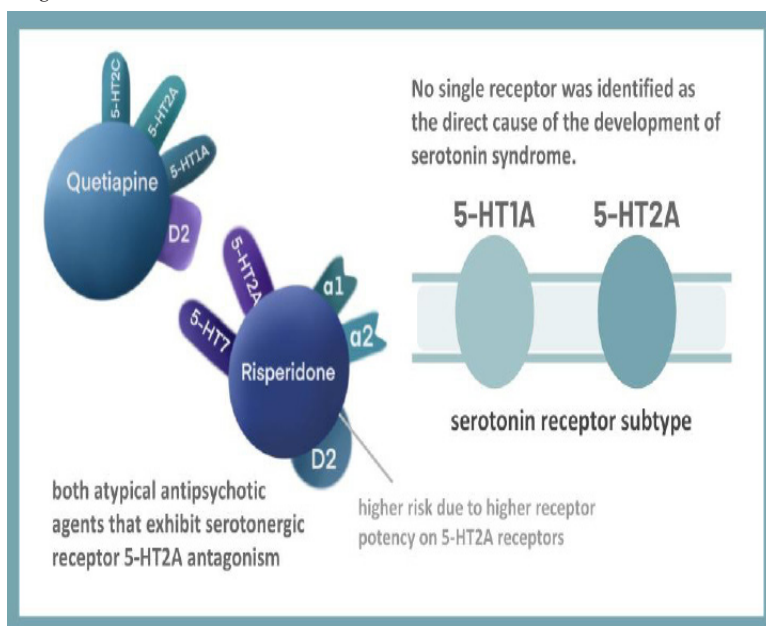 5-HT2C
5-HT2A
5-HT1A
Quetiapine
D2
5-HT2A
5-HT7
α1
α2
Risperidone
D2
both atypical antipsychotic
agents that exhibit serotonergic
receptor 5-HT2A antagonism
No single receptor was identified as
the direct cause of the development of
serotonin syndrome.
5-HT1A 5-HT2A
serotonin receptor subtype
higher risk due to higher receptor
potency on 5-HT2A receptors